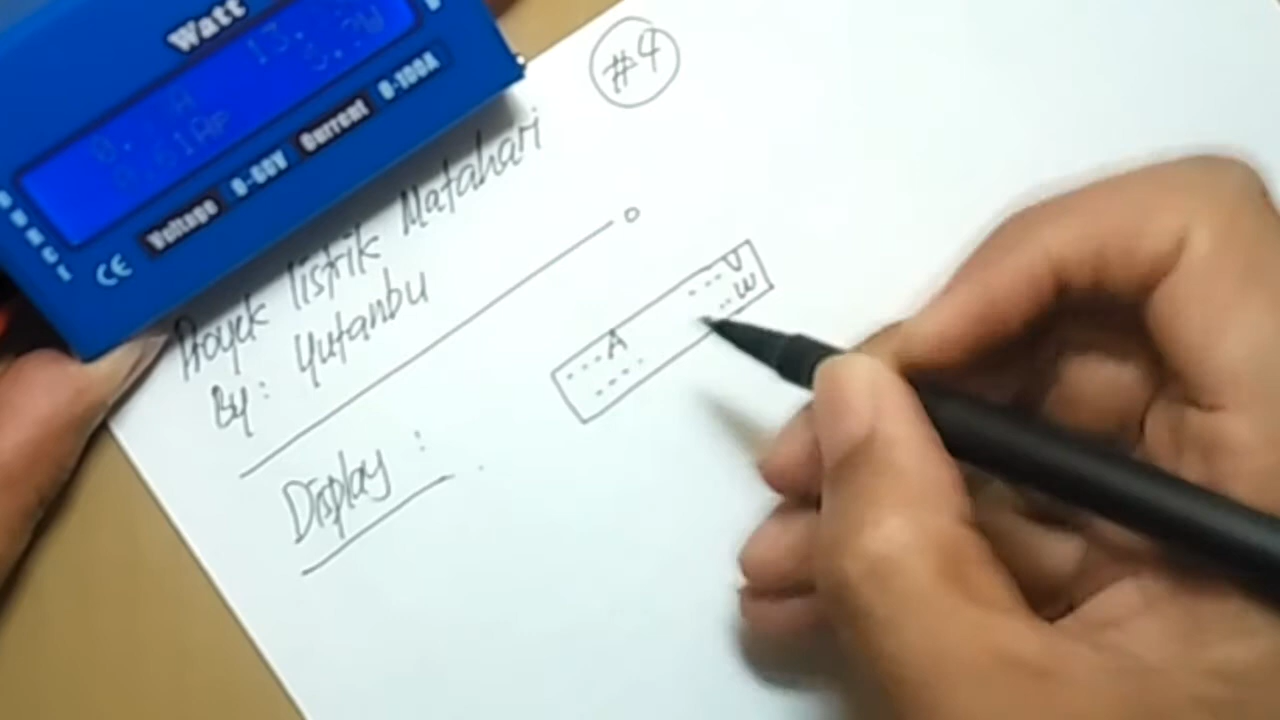 Watt
Voltage 0-60V Current 0-100A
CE
#4
Proyek listrik Matahari
By: Yutanbu
Display :
--- A --- V
---- -- W